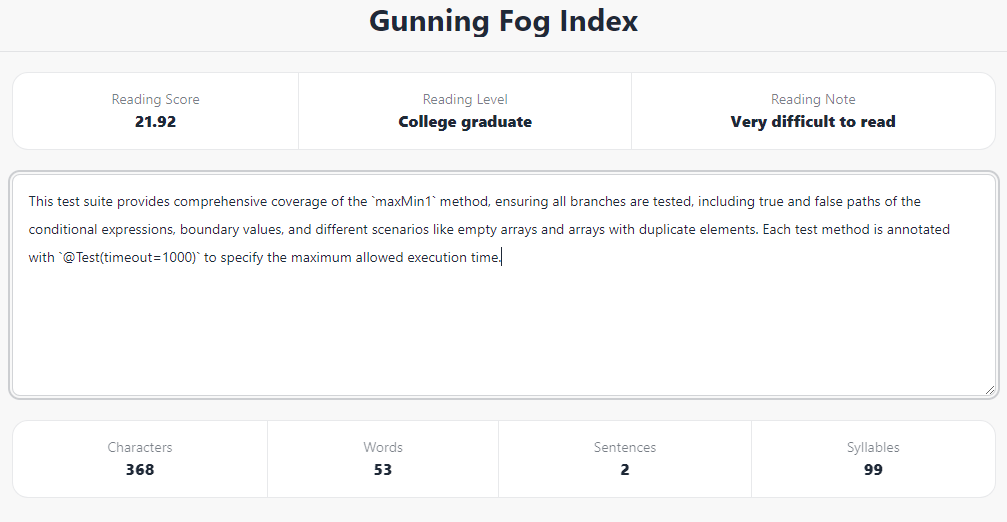 Gunning Fog Index
Reading Score
21.92
Reading Level
College graduate
Reading Note
Very difficult to read
This test suite provides comprehensive coverage of the `maxMin1` method, ensuring all branches are tested, including true and false paths of the
conditional expressions, boundary values, and different scenarios like empty arrays and arrays with duplicate elements. Each test method is annotated
with `@Test(timeout=1000)` to specify the maximum allowed execution time.
Characters
368
Words
53
Sentences
2
Syllables
99